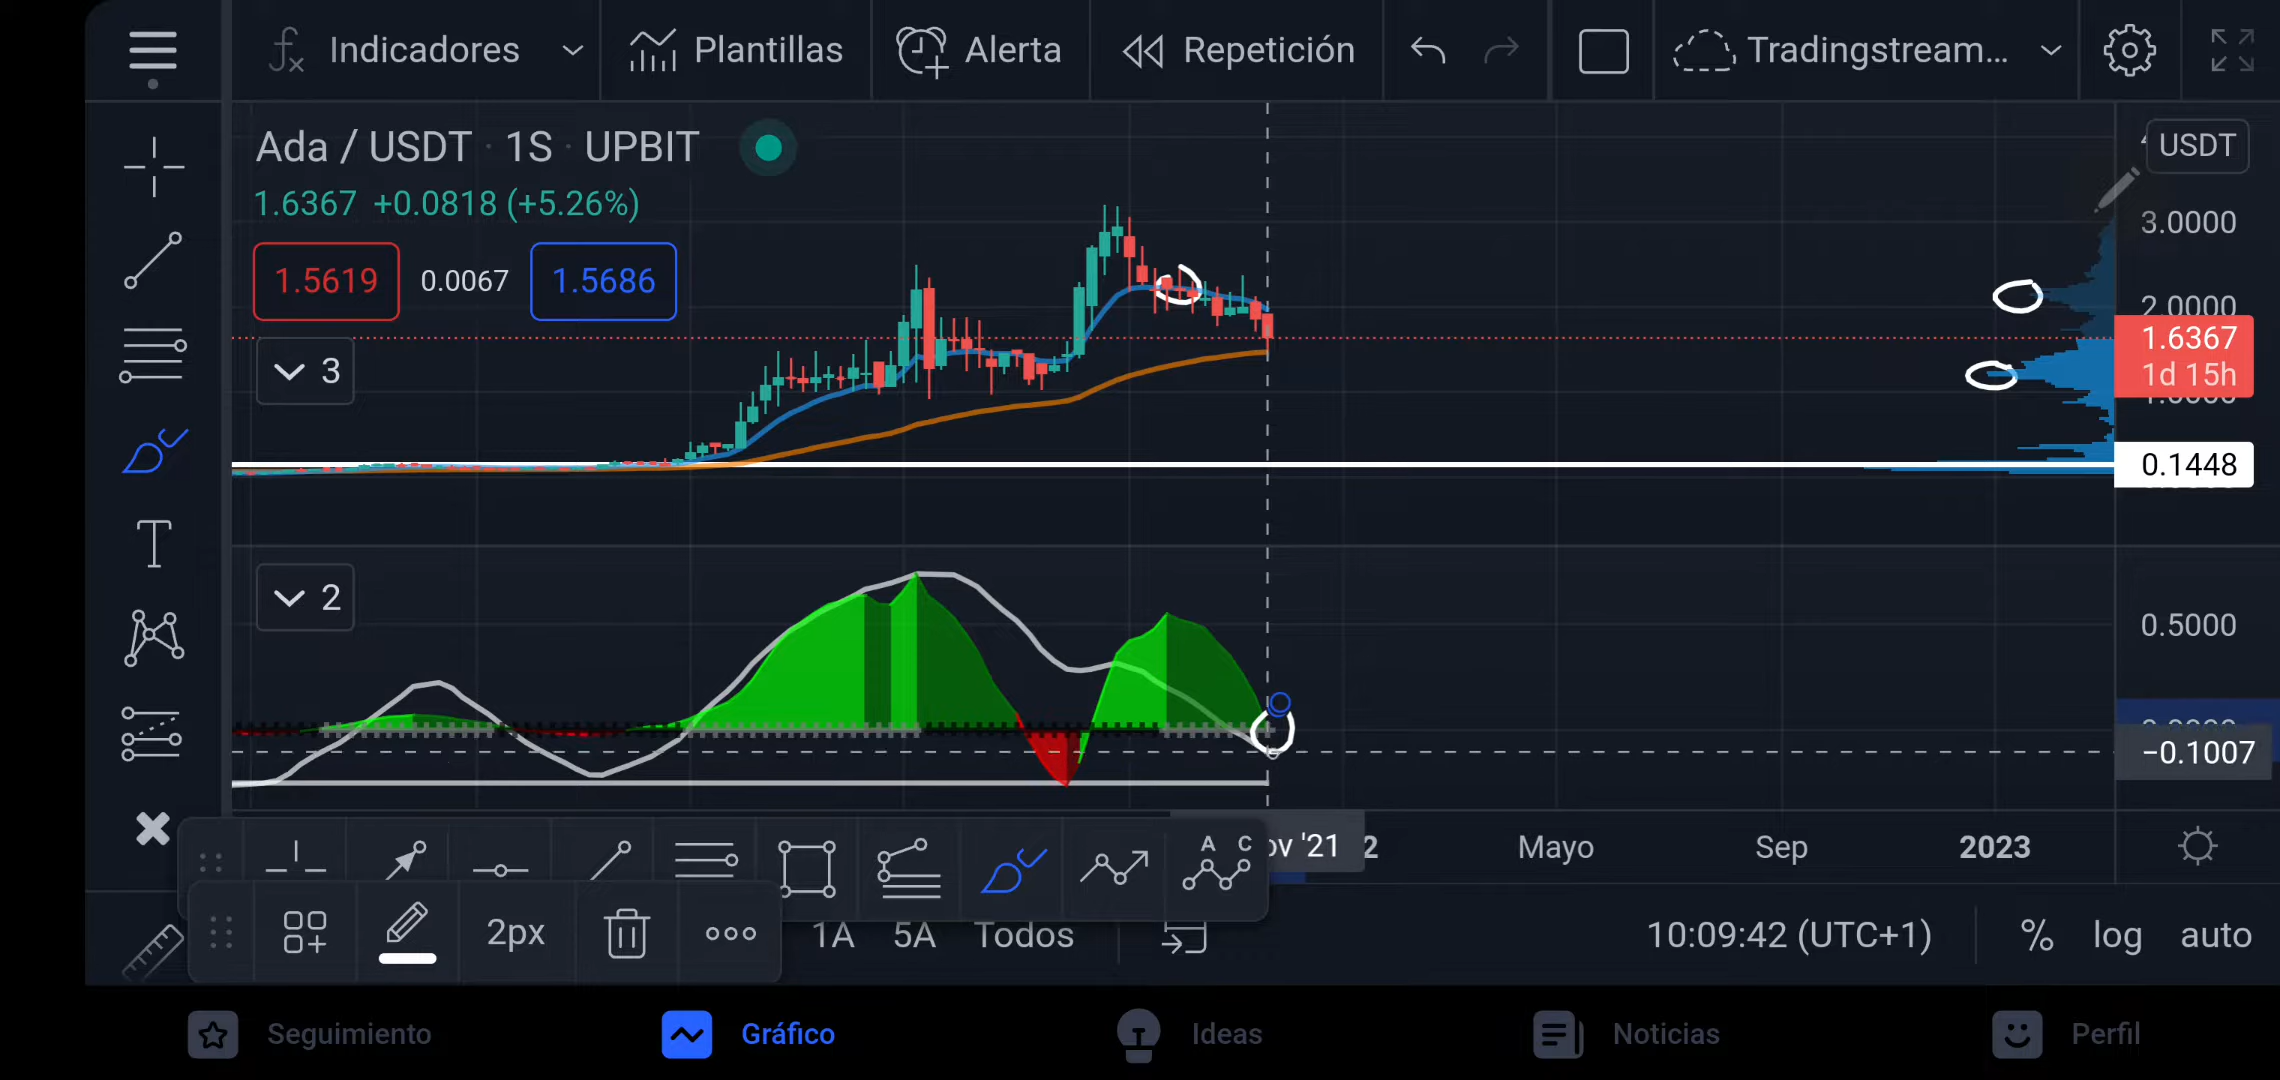 Indicadores
Plantillas
Alerta
Repetición
Tradingstream...
Ada / USDT · 1S · UPBIT
USDT
1.6367 +0.0818 (+5.26%)
1.5619 0.0067 1.5686
3
3.0000
2.0000
1.6367
1d 15h
0.1448
2
0.5000
−0.1007
ov '21
2
Mayo
Sep
2023
A C
2px
1A
5A
Todos
10:09:42 (UTC+1)
%
log
auto
Seguimiento
Gráfico
Ideas
Noticias
Perfil